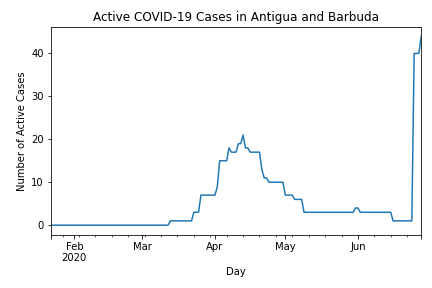 Active COVID-19 Cases in Antigua and Barbuda
Number of Active Cases
40
30
20
10
0
Feb Mar Apr May Jun
2020
Day